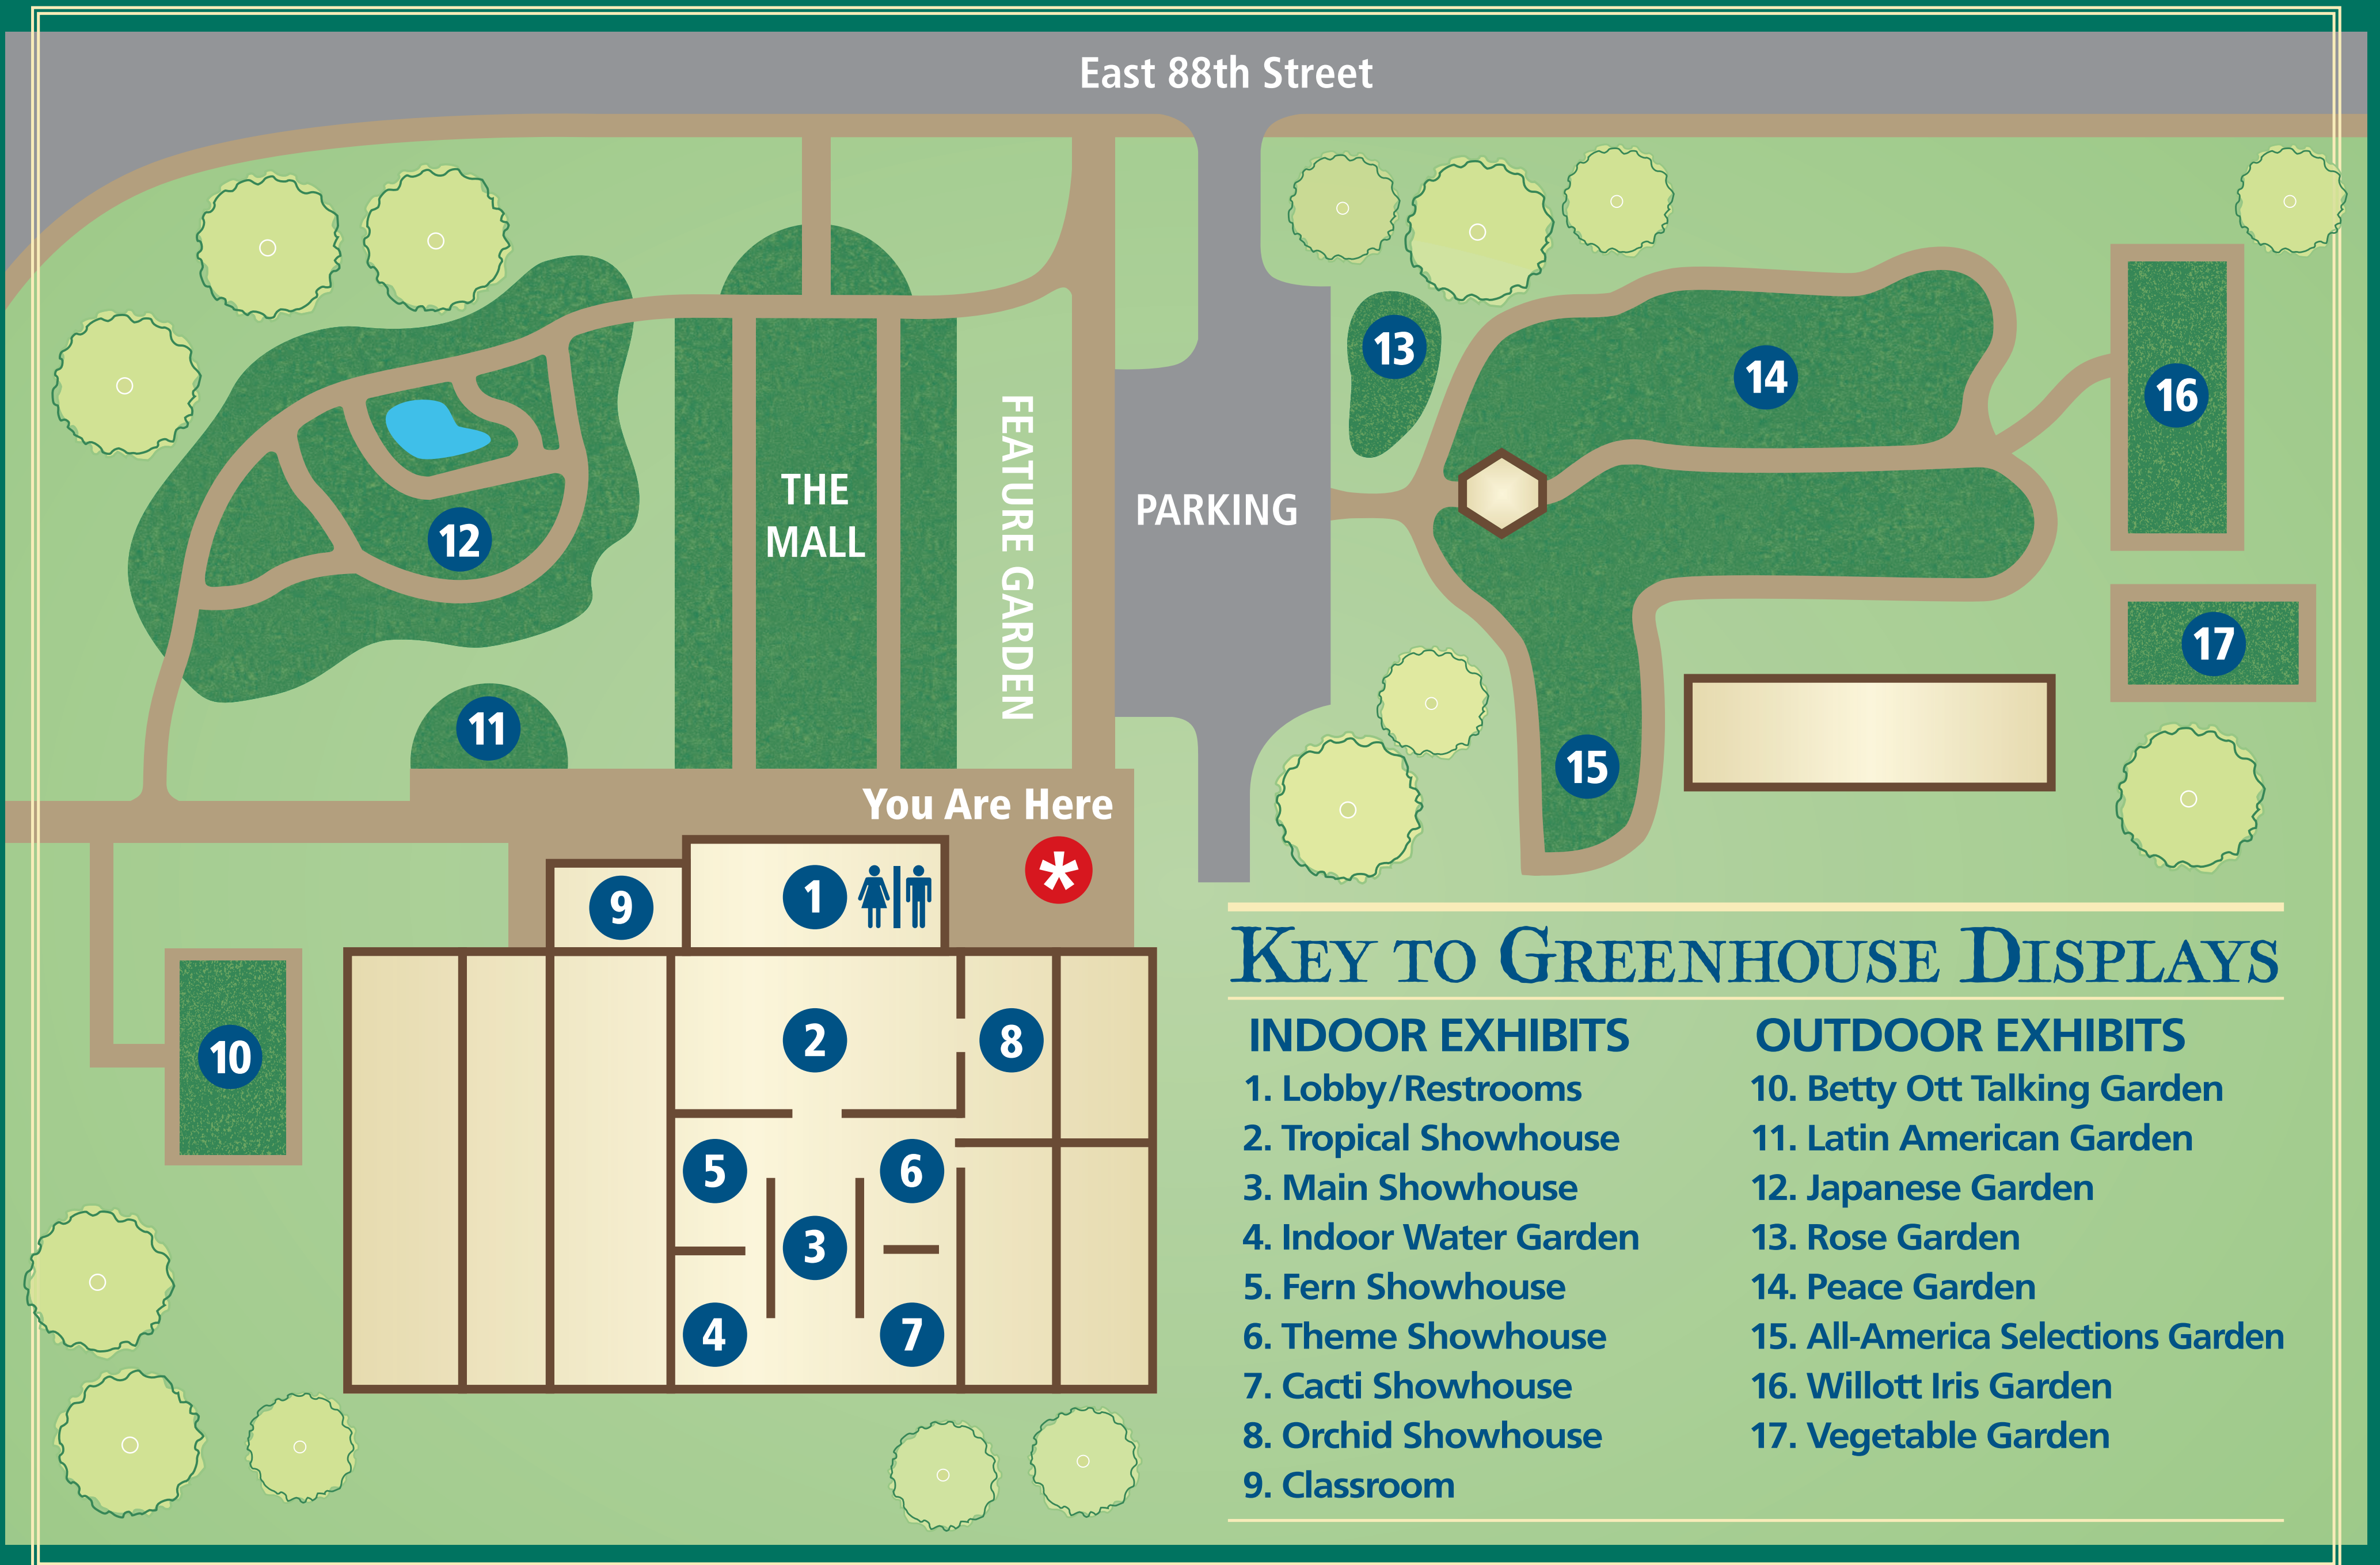 East 88th Street
13
14
16
FEATURE GARDEN
THE
MALL
PARKING
12
17
11
15
You Are Here
*
9
1
2
8
10
5
6
3
4
7
KEY TO GREENHOUSE DISPLAYS
INDOOR EXHIBITS
1. Lobby/Restrooms
2. Tropical Showhouse
3. Main Showhouse
4. Indoor Water Garden
5. Fern Showhouse
6. Theme Showhouse
7. Cacti Showhouse
8. Orchid Showhouse
9. Classroom
OUTDOOR EXHIBITS
10. Betty Ott Talking Garden
11. Latin American Garden
12. Japanese Garden
13. Rose Garden
14. Peace Garden
15. All-America Selections Garden
16. Willott Iris Garden
17. Vegetable Garden